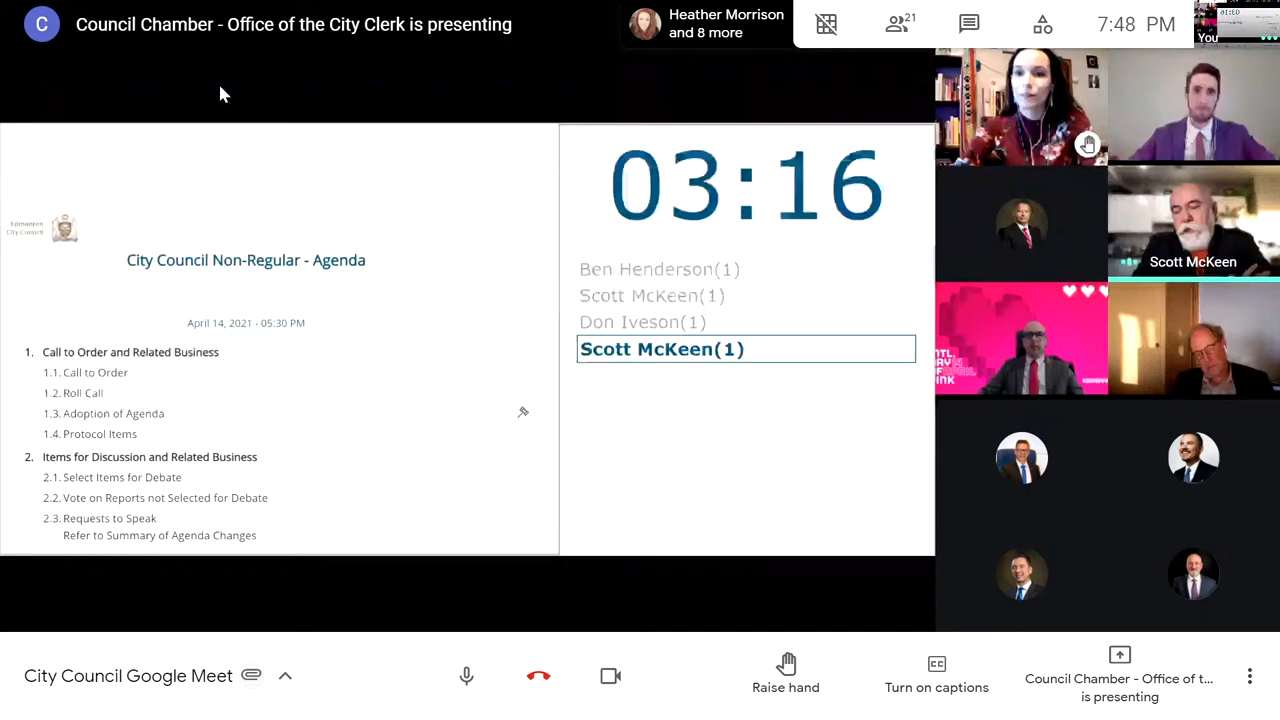 C
Council Chamber - Office of the City Clerk is presenting
Heather Morrison
and 8 more
21
7:48 PM
You
Edmonton
City Council
City Council Non-Regular - Agenda
April 14, 2021 - 05:30 PM
1. Call to Order and Related Business
1.1. Call to Order
1.2. Roll Call
1.3. Adoption of Agenda
1.4. Protocol Items
2. Items for Discussion and Related Business
2.1. Select Items for Debate
2.2. Vote on Reports not Selected for Debate
2.3. Requests to Speak
Refer to Summary of Agenda Changes
03:16
Ben Henderson(1)
Scott McKeen(1)
Don Iveson(1)
Scott McKeen(1)
Scott McKeen
INTL.
DAY
OF
PINK
City Council Google Meet
Raise hand
CC
Turn on captions
Council Chamber - Office of t...
is presenting